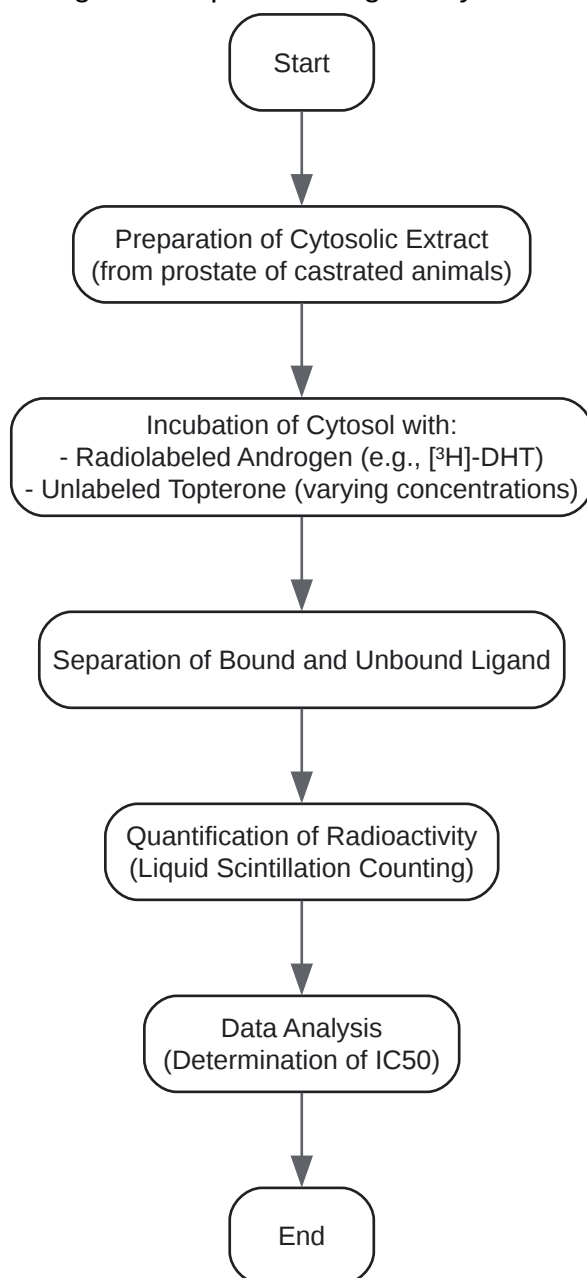 Start
Preparation of Cytosolic Extract
(from prostate of castrated animals)
Incubation of Cytosol with:
- Radiolabeled Androgen (e.g., [³H]-DHT)
- Unlabeled Topterone (varying concentrations)
Separation of Bound and Unbound Ligand
Quantification of Radioactivity
(Liquid Scintillation Counting)
Data Analysis
(Determination of IC50)
End